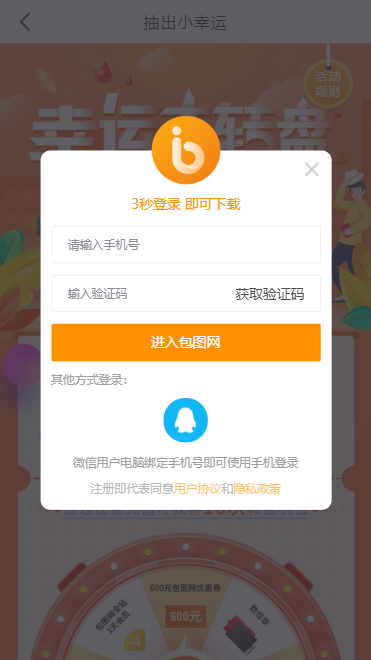 抽出小幸运
活动
规则
幸运大转盘
3秒登录 即可下载
请输入手机号
输入验证码 获取验证码
进入包图网
其他方式登录:
微信用户电脑绑定手机号即可使用手机登录
注册即代表同意用户协议和隐私政策
600元包图网优惠券
600元
包图网全站
1天会员
数位板